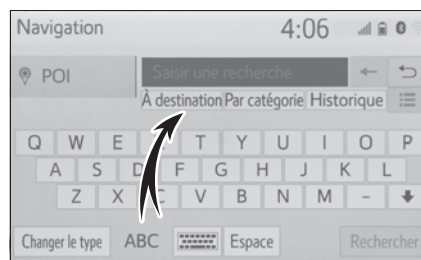 Navigation 4:06
POI Saisir une recherche
À destination Par catégorie Historique
Q W E T Y U I O P
A S D F G H J K L
Z X C V B N M -
Changer le type ABC Espace Rechercher